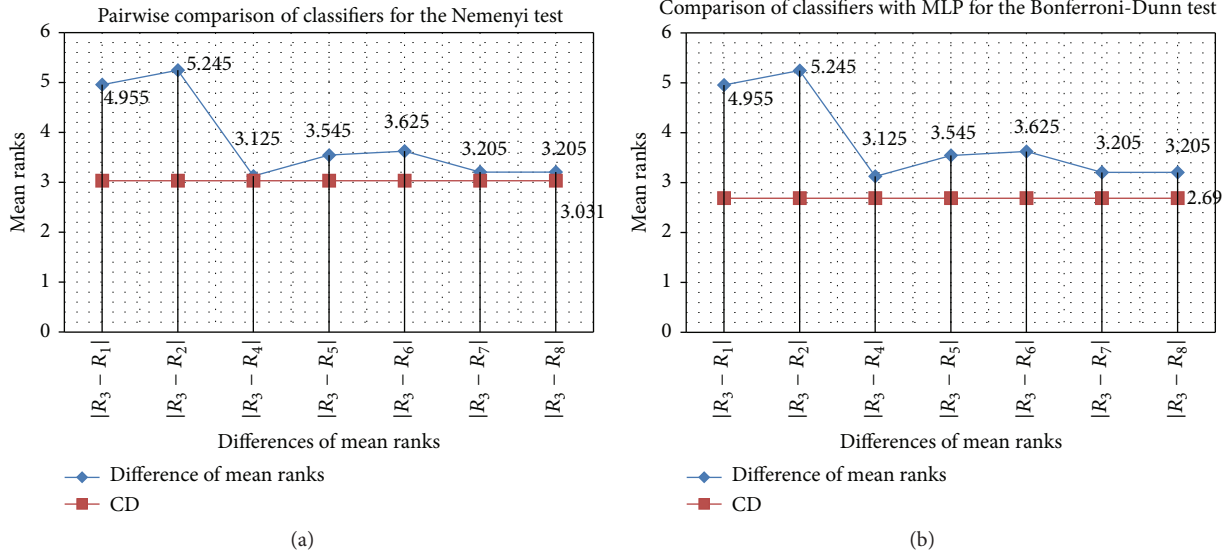 Pairwise comparison of classifiers for the Nemenyi test
6
5
4
3
2
1
0
Mean ranks
4.955
5.245
3.125
3.545
3.625
3.205
3.205
3.031
|R3 − R1|
|R3 − R2|
|R3 − R4|
|R3 − R5|
|R3 − R6|
|R3 − R7|
|R3 − R8|
Differences of mean ranks
Difference of mean ranks
CD
(a)
Comparison of classifiers with MLP for the Bonferroni-Dunn test
6
5
4
3
2
1
0
Mean ranks
4.955
5.245
3.125
3.545
3.625
3.205
3.205
2.69
|R3 − R1|
|R3 − R2|
|R3 − R4|
|R3 − R5|
|R3 − R6|
|R3 − R7|
|R3 − R8|
Differences of mean ranks
Difference of mean ranks
CD
(b)